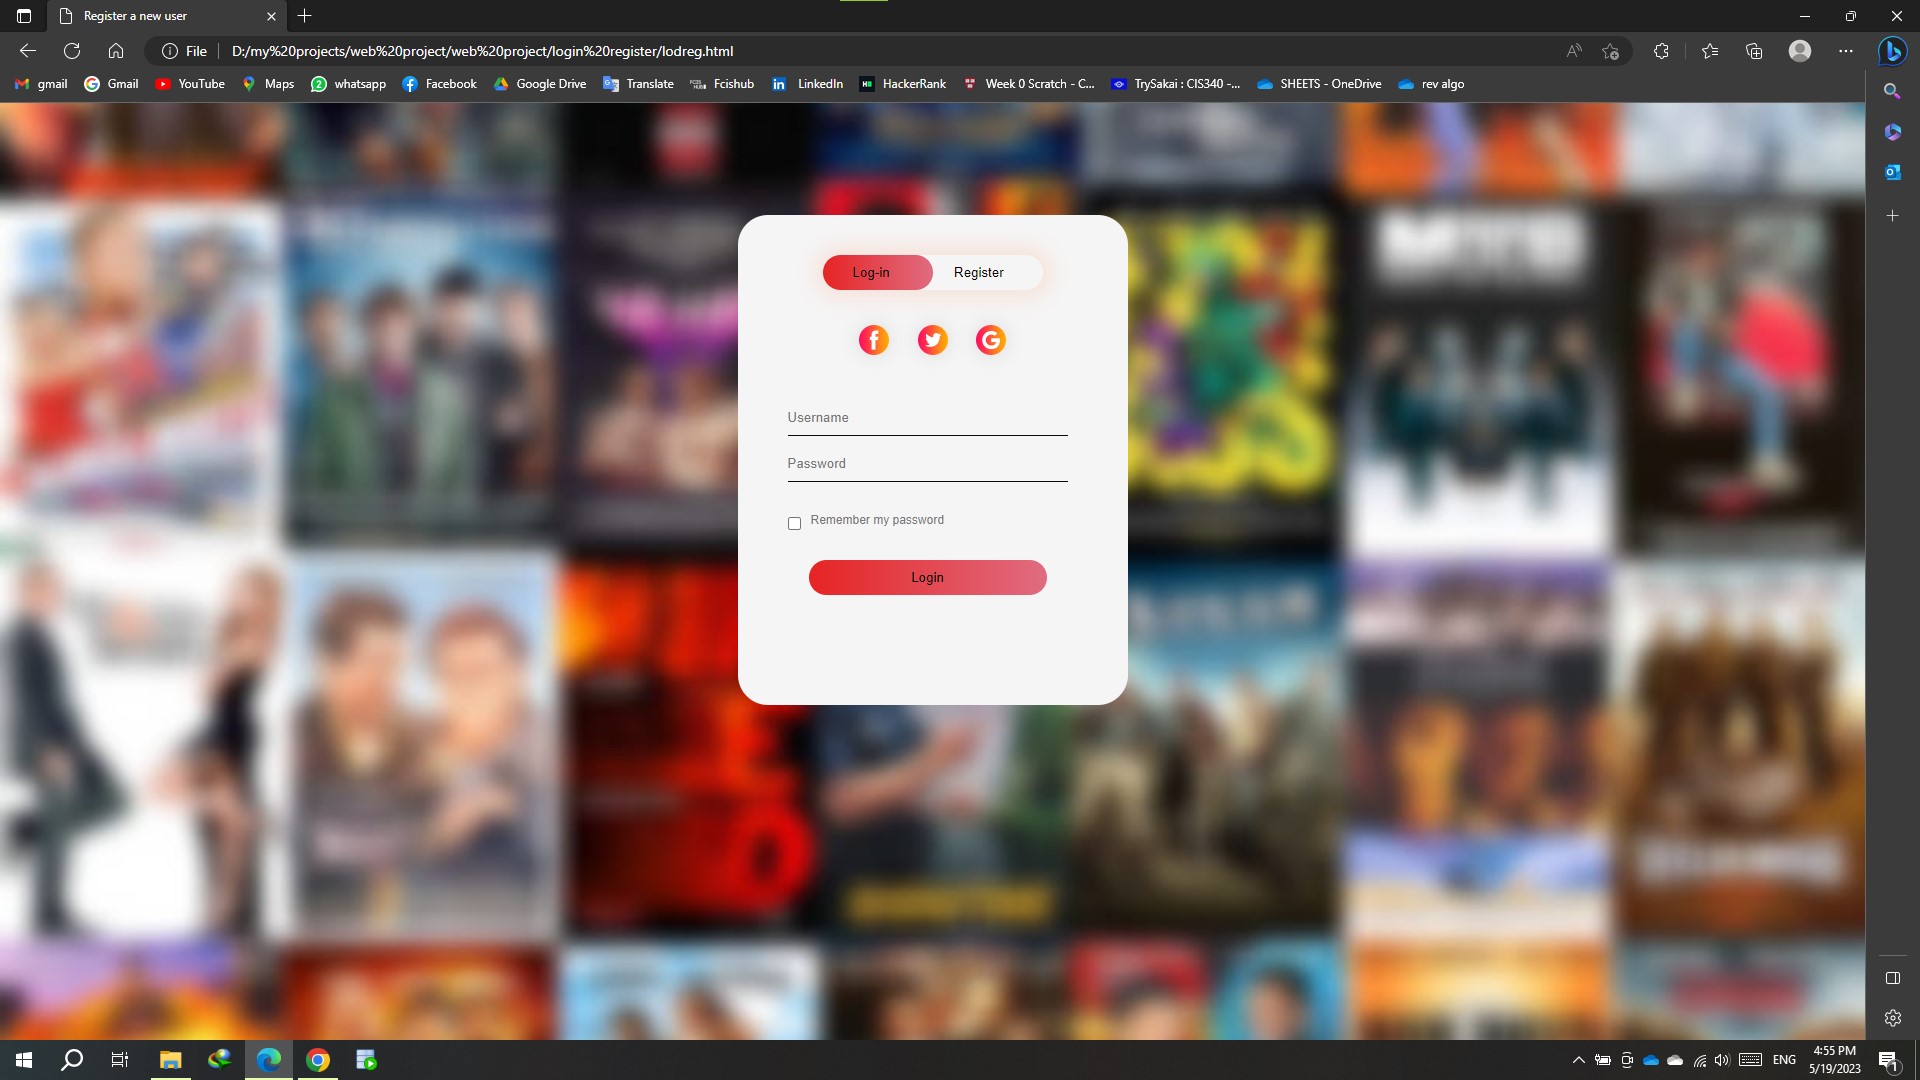 Register a new user
File
D:/my%20projects/web%20project/web%20project/login%20register/lodreg.html
gmail Gmail YouTube Maps whatsapp Facebook Google Drive Translate Fcishub LinkedIn HackerRank Week 0 Scratch - C... TrySakai : CIS340 -... SHEETS - OneDrive rev algo
Log-in Register
Username
Password
Remember my password
Login
ENG
4:55 PM
5/19/2023
1